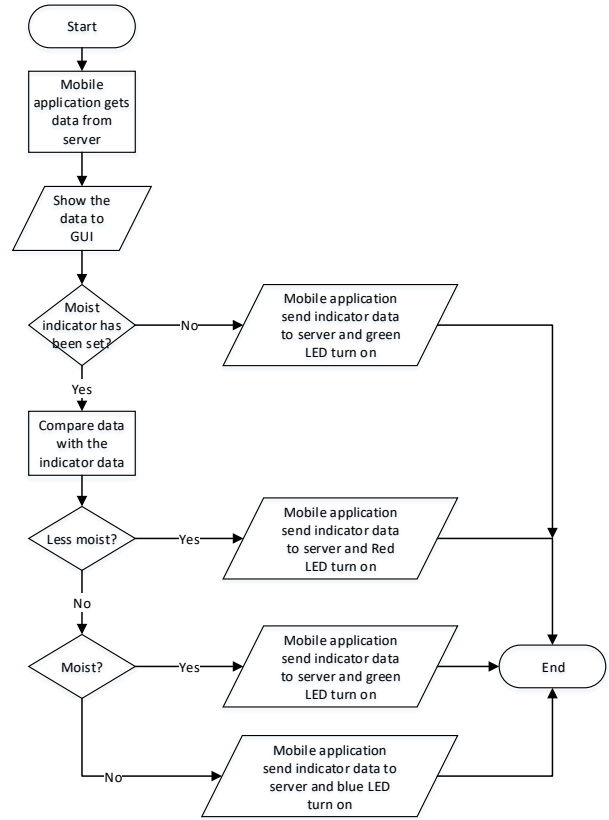 Start
Mobile
application gets
data from
server
Show the
data to
GUI
Moist
indicator has
been set?
No
Mobile application
send indicator data
to server and green
LED turn on
Yes
Compare data
with the
indicator data
Less moist?
Yes
Mobile application
send indicator data
to server and Red
LED turn on
No
Moist?
Yes
Mobile application
send indicator data
to server and green
LED turn on
End
No
Mobile application
send indicator data to
server and blue LED
turn on